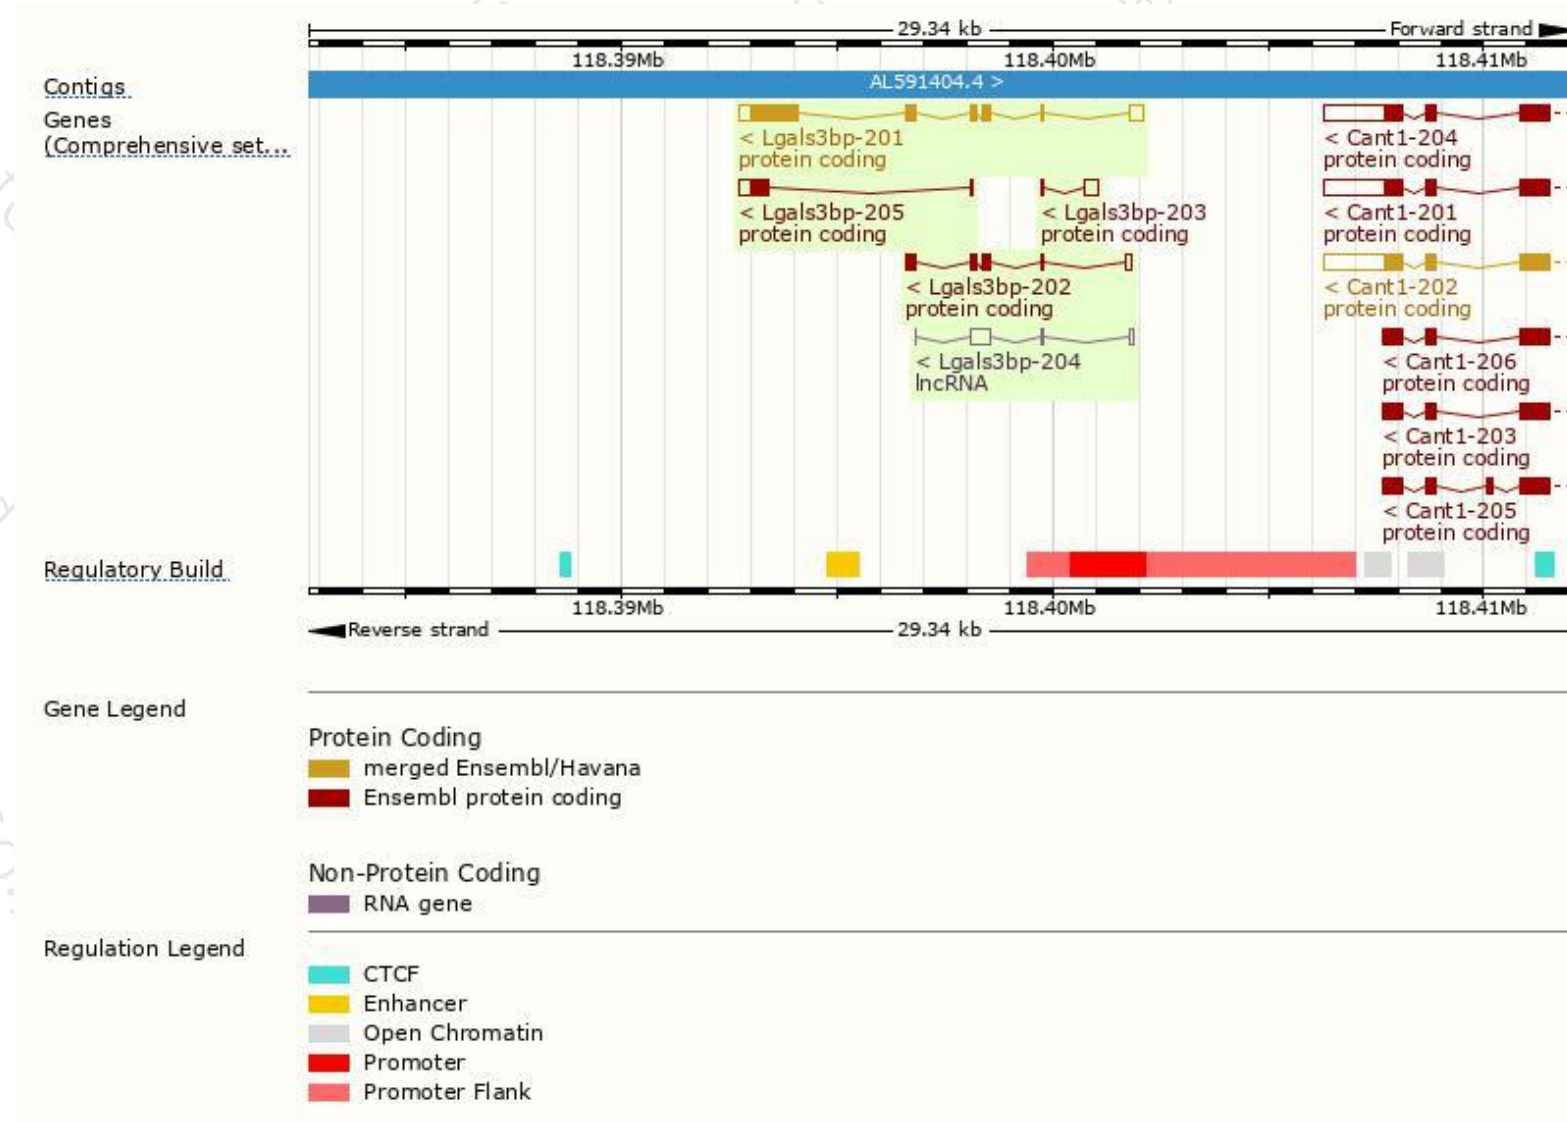 29.34 kb
Forward strand
118.39Mb 118.40Mb 118.41Mb
Contigs
AL591404.4 >
Genes
(Comprehensive set...
< Lgals3bp-201
protein coding
< Cant1-204
protein coding
< Lgals3bp-205
protein coding
< Lgals3bp-203
protein coding
< Cant1-201
protein coding
< Lgals3bp-202
protein coding
< Cant1-202
protein coding
< Lgals3bp-204
lncRNA
< Cant1-206
protein coding
< Cant1-203
protein coding
< Cant1-205
protein coding
Regulatory Build
118.39Mb 118.40Mb 118.41Mb
Reverse strand
29.34 kb
Gene Legend
Protein Coding
merged Ensembl/Havana
Ensembl protein coding
Non-Protein Coding
RNA gene
Regulation Legend
CTCF
Enhancer
Open Chromatin
Promoter
Promoter Flank